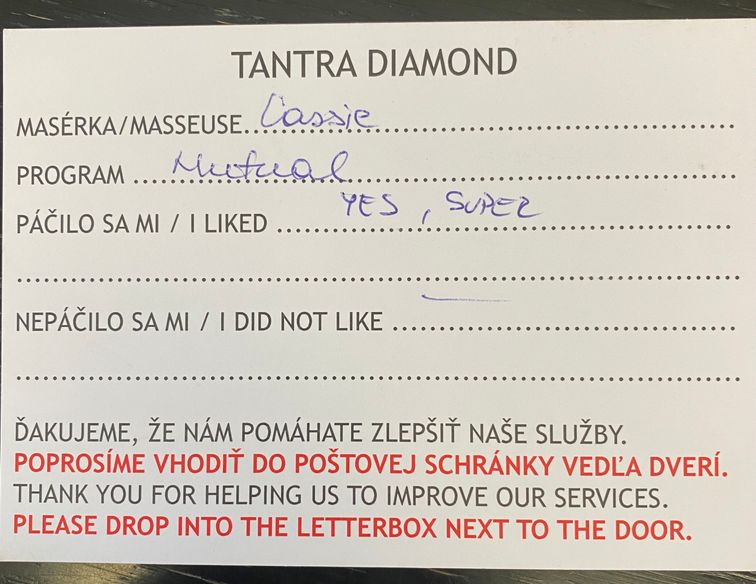 TANTRA DIAMOND
MASÉRKA/MASSEUSE Cassie
PROGRAM Mutual
PÁČILO SA MI / I LIKED YES, SUPER
NEPÁČILO SA MI / I DID NOT LIKE
ĎAKUJEME, ŽE NÁM POMÁHATE ZLEPŠIŤ NAŠE SLUŽBY.
POPROSÍME VHODIŤ DO POŠTOVEJ SCHRÁNKY VEDĽA DVERÍ.
THANK YOU FOR HELPING US TO IMPROVE OUR SERVICES.
PLEASE DROP INTO THE LETTERBOX NEXT TO THE DOOR.